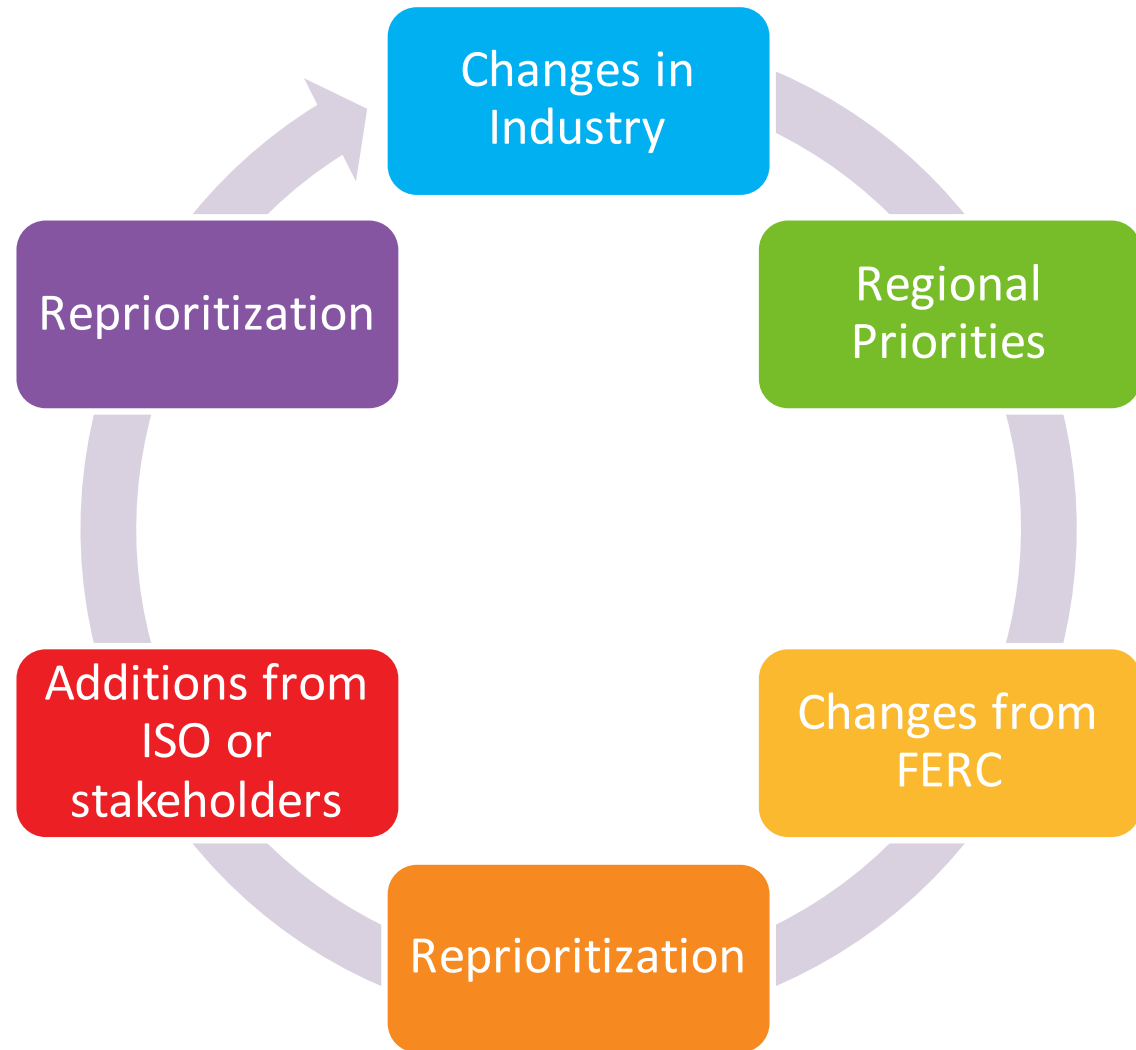 Changes in
Industry
Regional
Priorities
Changes from
FERC
Reprioritization
Additions from
ISO or
stakeholders
Reprioritization